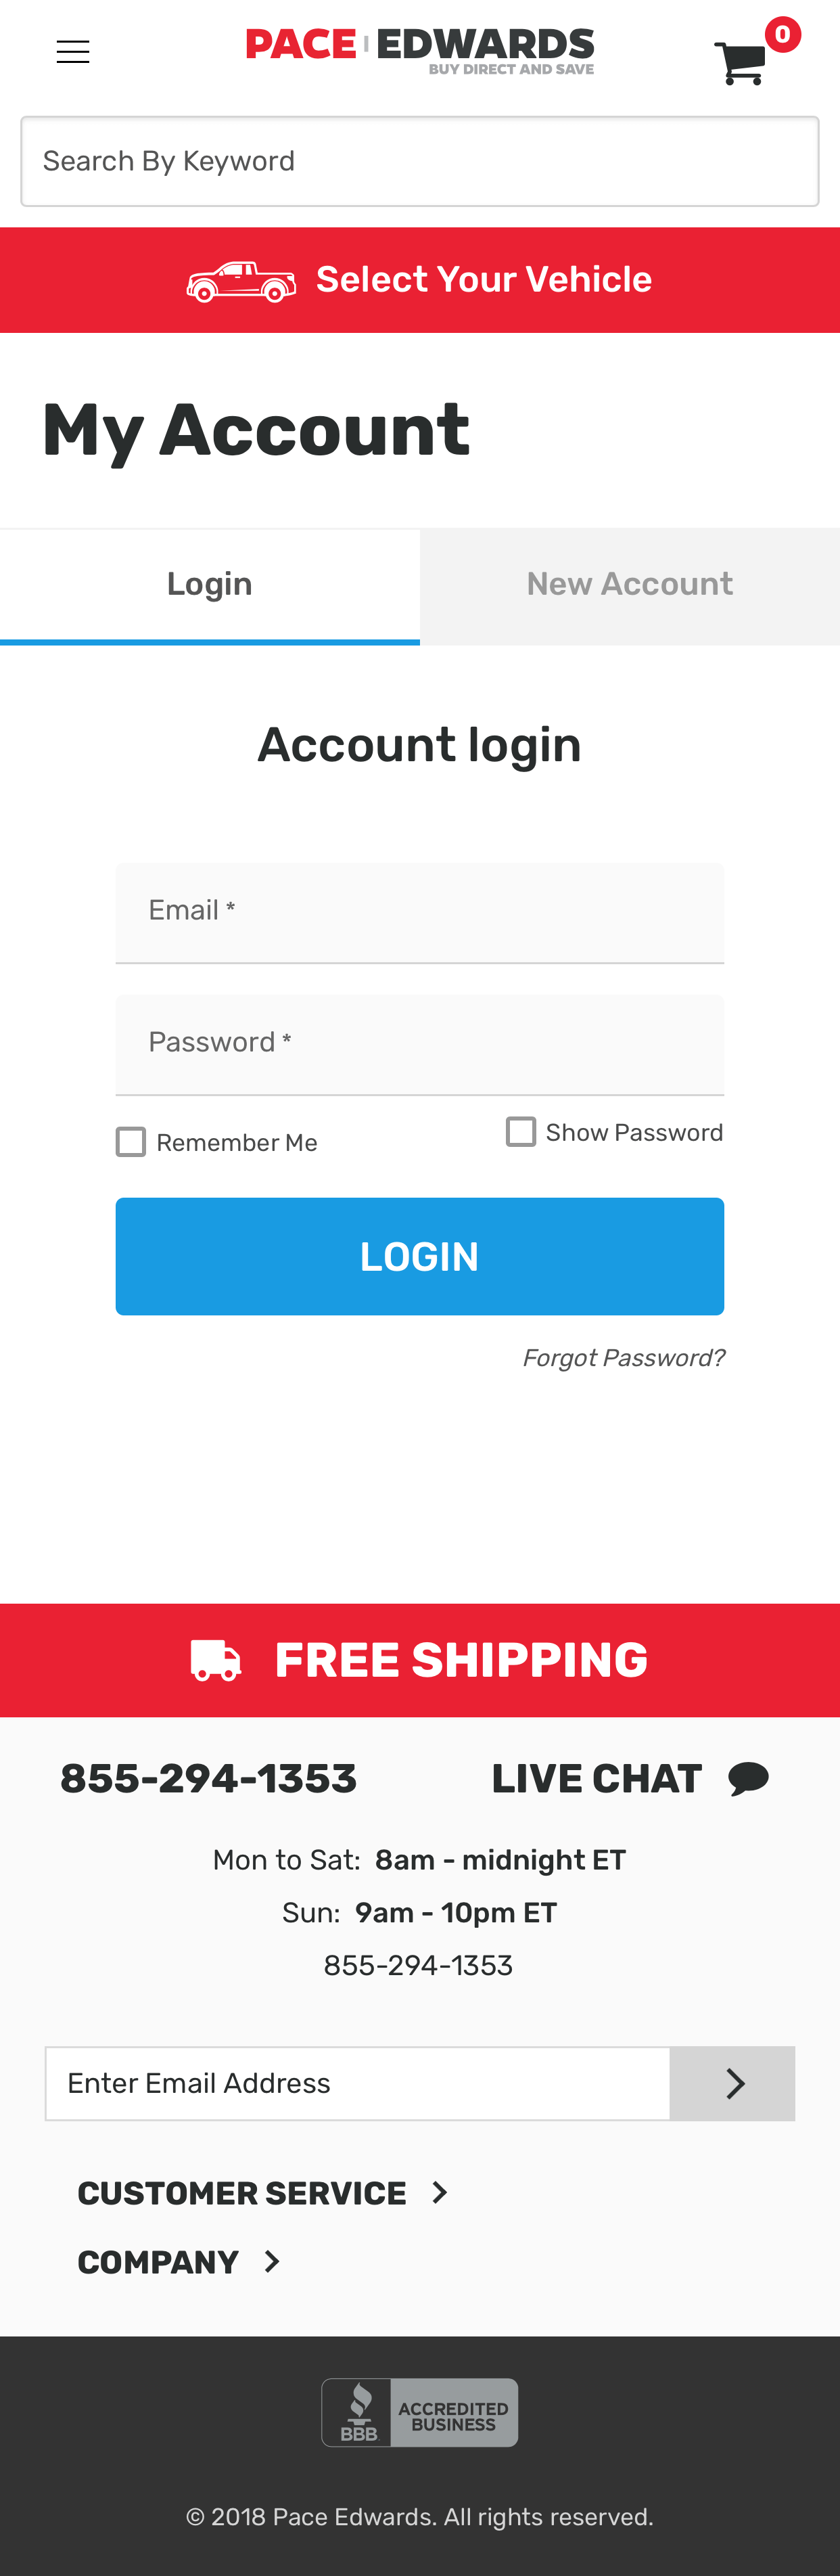 PACE EDWARDS
BUY DIRECT AND SAVE
0
Search By Keyword
Select Your Vehicle
My Account
Login
New Account
Account login
Email *
Password *
Remember Me
Show Password
LOGIN
Forgot Password?
FREE SHIPPING
855-294-1353
LIVE CHAT
Mon to Sat: 8am - midnight ET
Sun: 9am - 10pm ET
855-294-1353
Enter Email Address
CUSTOMER SERVICE
COMPANY
BBB
ACCREDITED
BUSINESS
© 2018 Pace Edwards. All rights reserved.